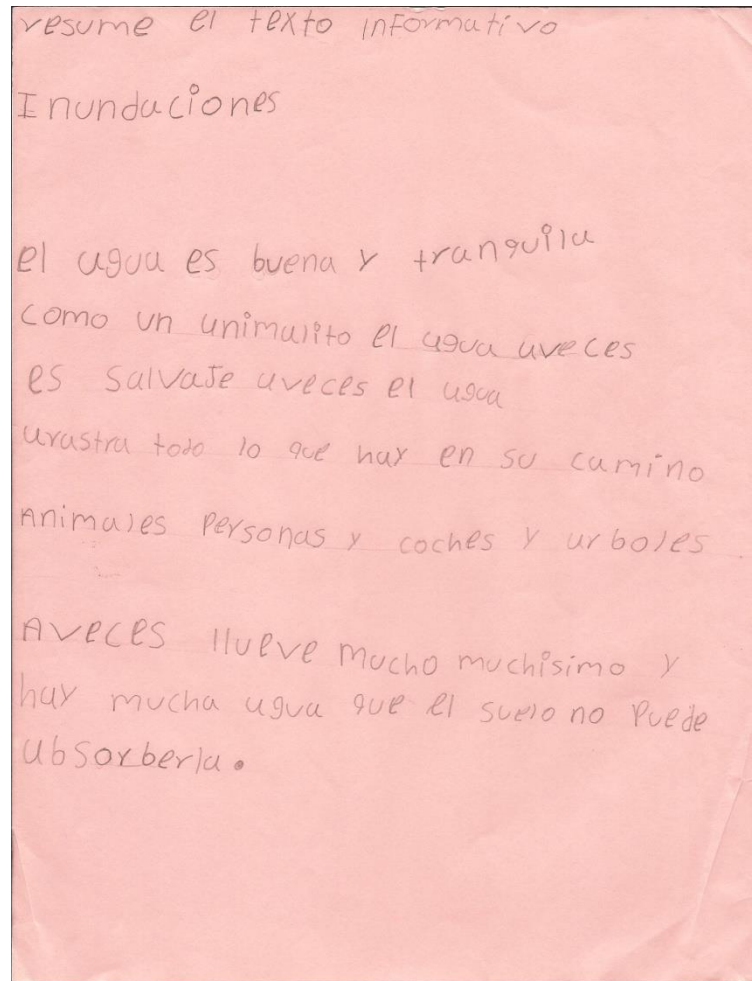 resume el texto informativo
Inundaciones
el agua es buena y tranquila
como un animalito el agua aveces
es salvaje aveces el agua
arastra todo lo que hay en su camino
Animales personas y coches y arboles
Aveces llueve mucho muchisimo y
hay mucha agua que el suelo no puede
absorberla.